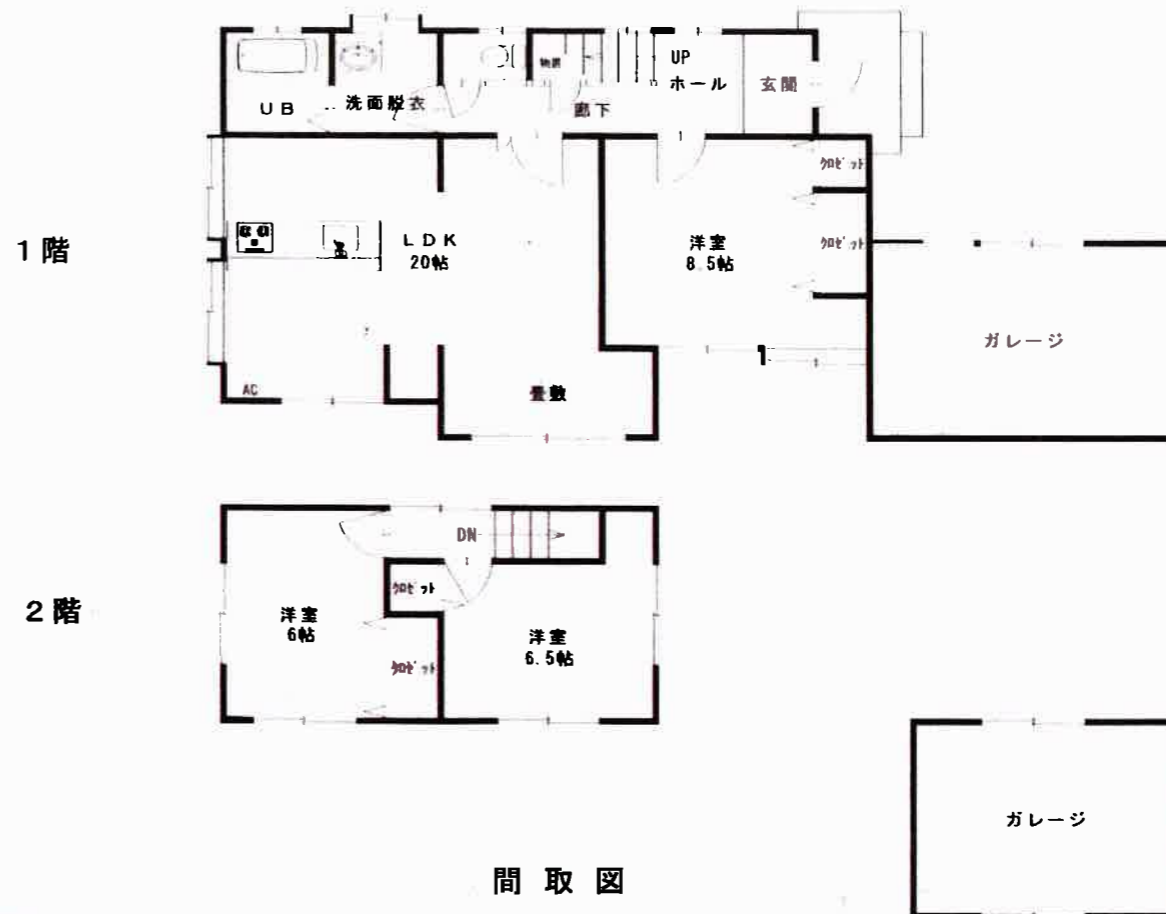 UP
ホール
玄関
物置
洗面脱衣
UB
廊下
クロゼット
クロゼット
1階
LDK
20帖
洋室
8.5帖
ガレージ
AC
畳敷
DN
クロゼット
2階
洋室
6帖
洋室
6.5帖
クロゼット
ガレージ
間取図